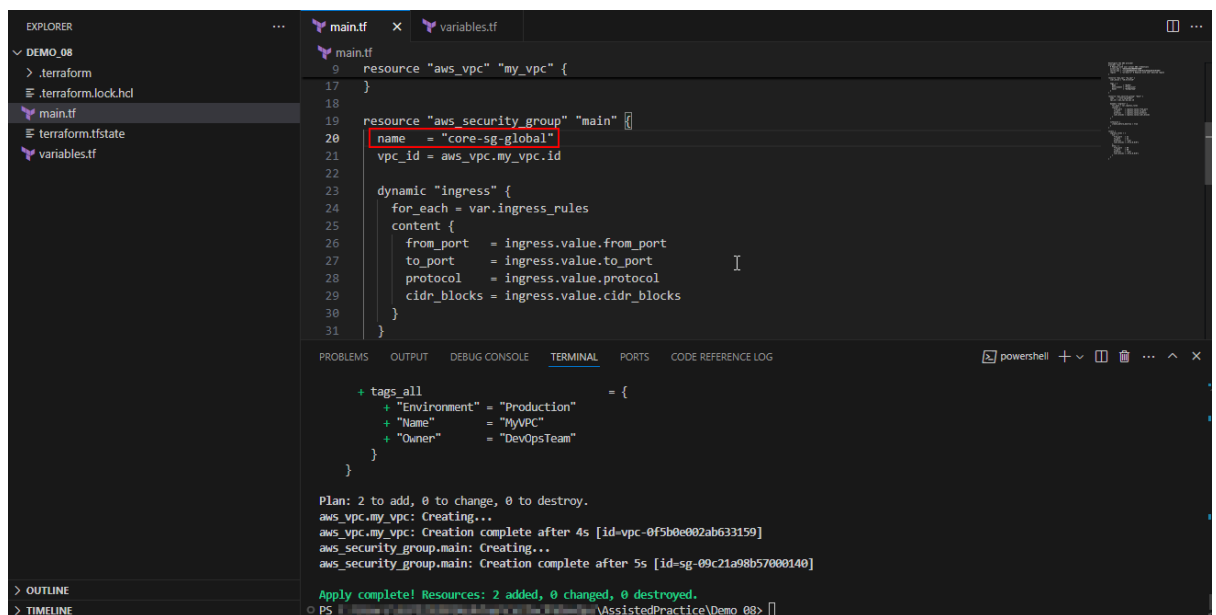 EXPLORER
DEMO_08
.terraform
.terraform.lock.hcl
main.tf
terraform.tfstate
variables.tf
OUTLINE
TIMELINE
main.tf
variables.tf
main.tf
9 resource "aws_vpc" "my_vpc" {
17 }
18
19 resource "aws_security_group" "main" {
20 name = "core-sg-global"
21 vpc_id = aws_vpc.my_vpc.id
22
23 dynamic "ingress" {
24 for_each = var.ingress_rules
25 content {
26 from_port = ingress.value.from_port
27 to_port = ingress.value.to_port
28 protocol = ingress.value.protocol
29 cidr_blocks = ingress.value.cidr_blocks
30 }
31 }
PROBLEMS OUTPUT DEBUG CONSOLE TERMINAL PORTS CODE REFERENCE LOG
powershell
+ tags_all = {
+ "Environment" = "Production"
+ "Name" = "MyVPC"
+ "Owner" = "DevOpsTeam"
}
}
Plan: 2 to add, 0 to change, 0 to destroy.
aws_vpc.my_vpc: Creating...
aws_vpc.my_vpc: Creation complete after 4s [id=vpc-0f5b0e002ab633159]
aws_security_group.main: Creating...
aws_security_group.main: Creation complete after 5s [id=sg-09c21a98b57000140]
Apply complete! Resources: 2 added, 0 changed, 0 destroyed.
PS \AssistedPractice\Demo 08>